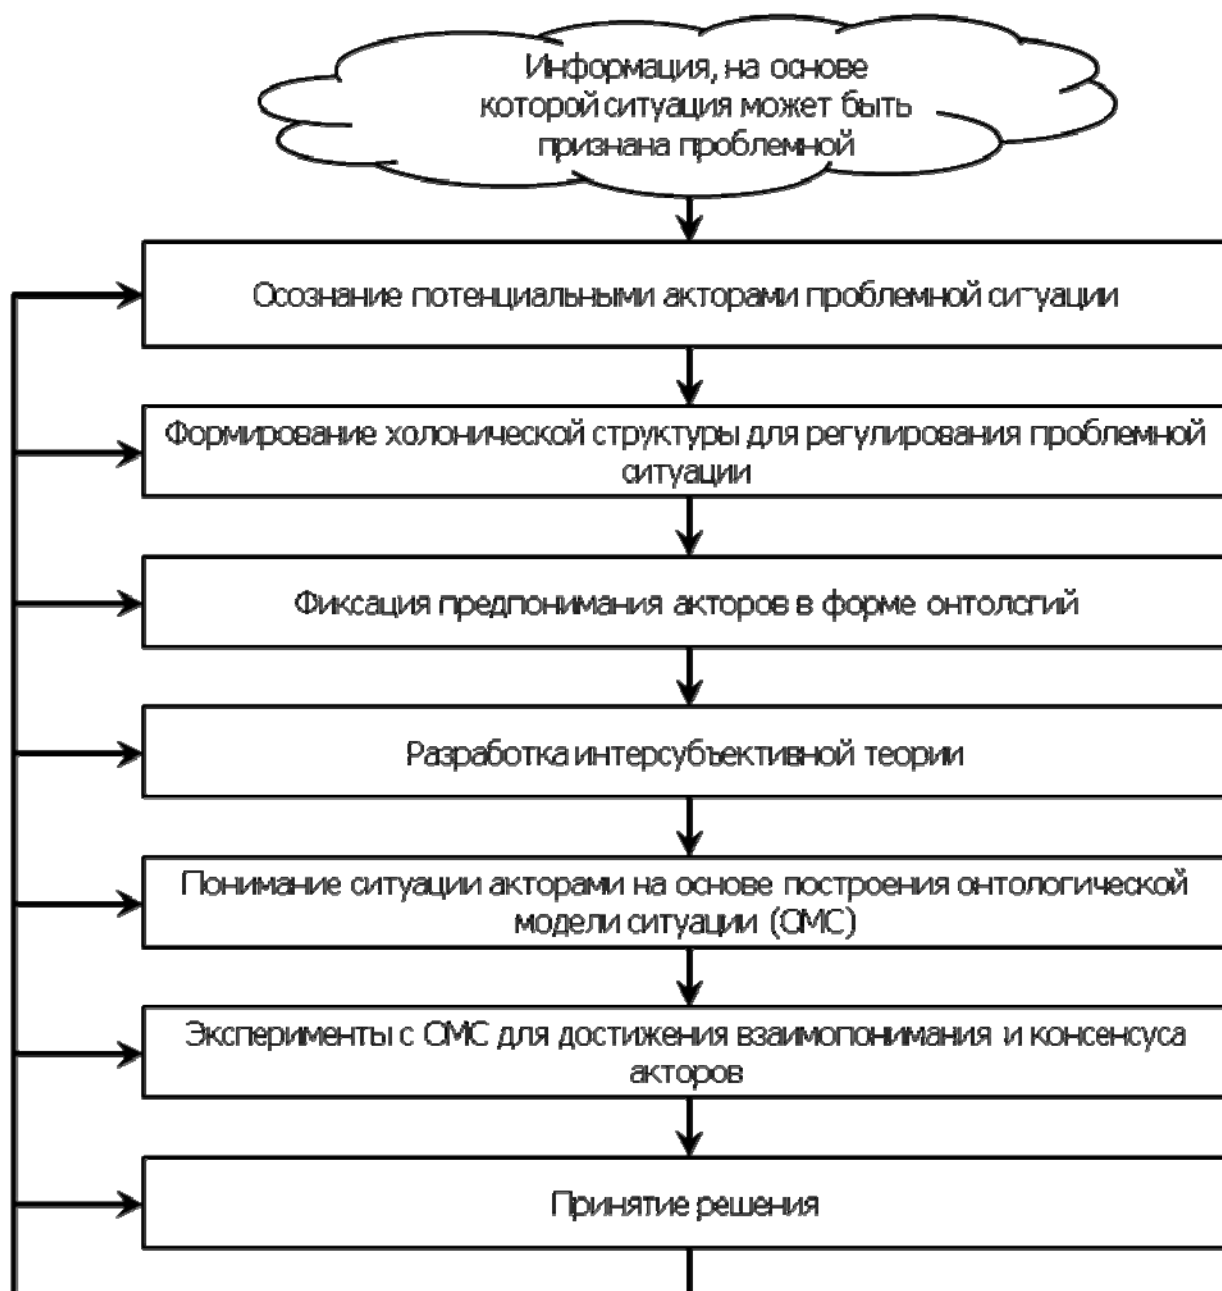 Информация, на основе
которой ситуация может быть
признана проблемной
Осознание потенциальными акторами проблемной ситуации
Формирование холонической структуры для регулирования проблемной
ситуации
Фиксация предпонимания акторов в форме онтологий
Разработка интерсубъективной теории
Понимание ситуации акторами на основе построения онтологической
модели ситуации (ОМС)
Эксперименты с ОМС для достижения взаимопонимания и консенсуса
акторов
Принятие решения